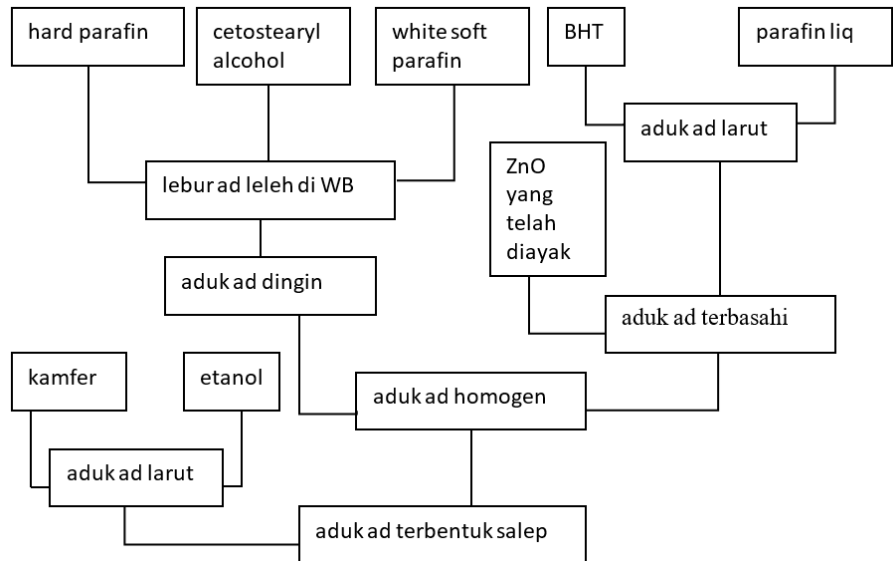 hard parafin
cetostearyl
alcohol
white soft
parafin
BHT
parafin liq
aduk ad larut
ZnO
yang
telah
diayak
lebur ad leleh di WB
aduk ad dingin
aduk ad terbasahi
kamfer
etanol
aduk ad homogen
aduk ad larut
aduk ad terbentuk salep